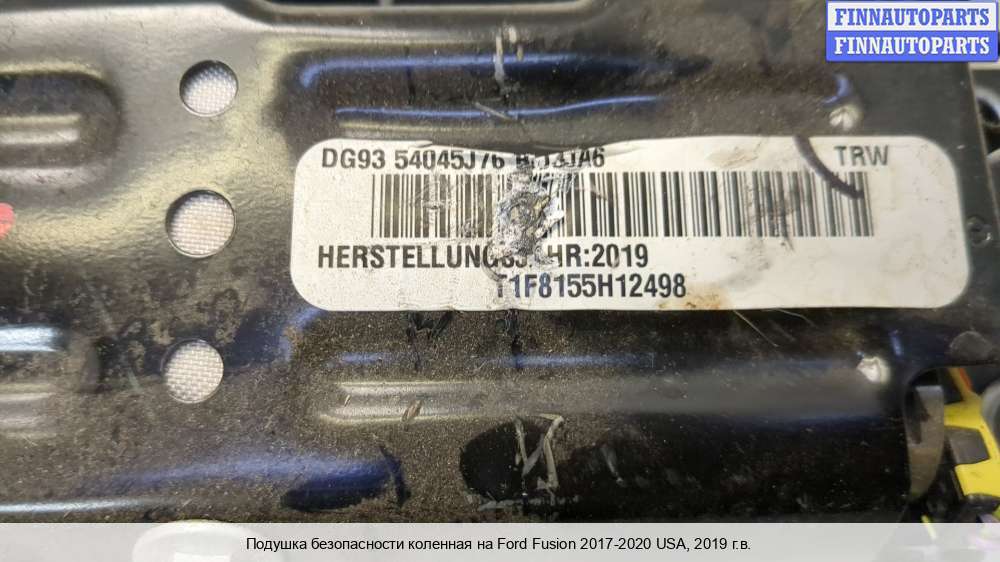 FINNAUTOPARTS
FINNAUTOPARTS
DG93 54045J76 TRW
HR:2019
T1F8155H12498
Подушка безопасности коленная на Ford Fusion 2017-2020 USA, 2019 г.в.